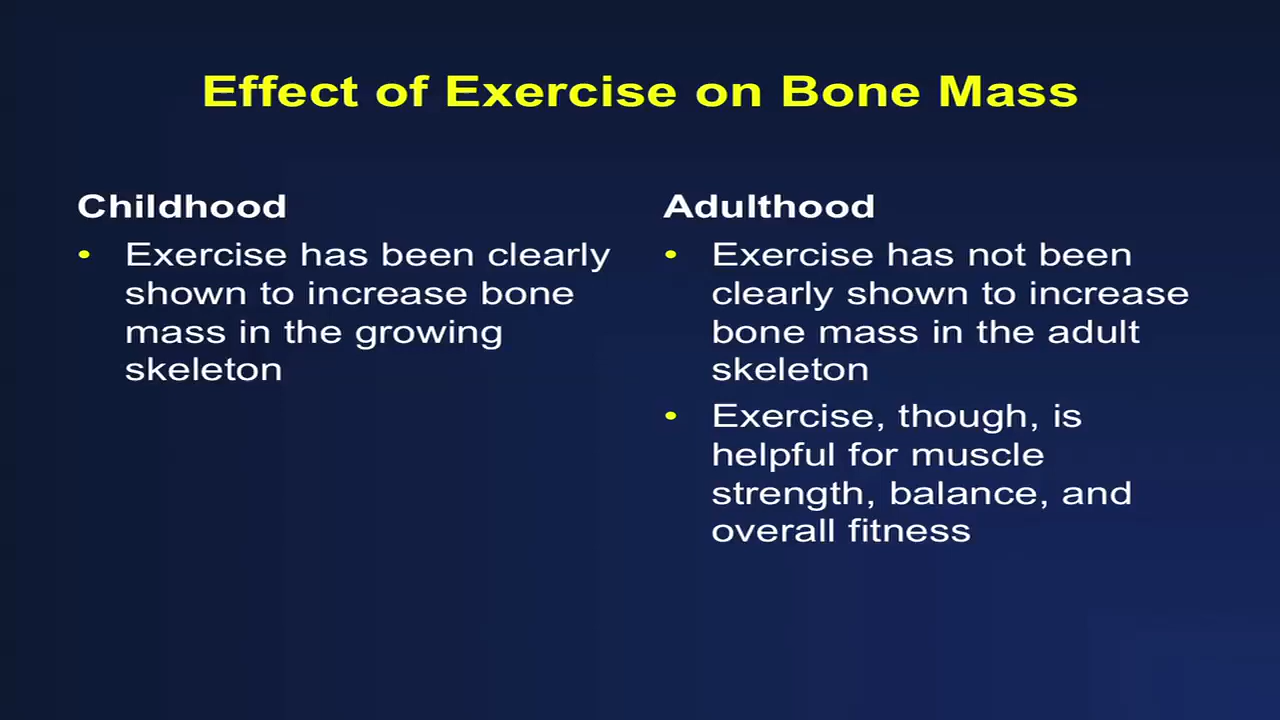 Effect of Exercise on Bone Mass
Childhood
• Exercise has been clearly
shown to increase bone
mass in the growing
skeleton
Adulthood
• Exercise has not been
clearly shown to increase
bone mass in the adult
skeleton
• Exercise, though, is
helpful for muscle
strength, balance, and
overall fitness